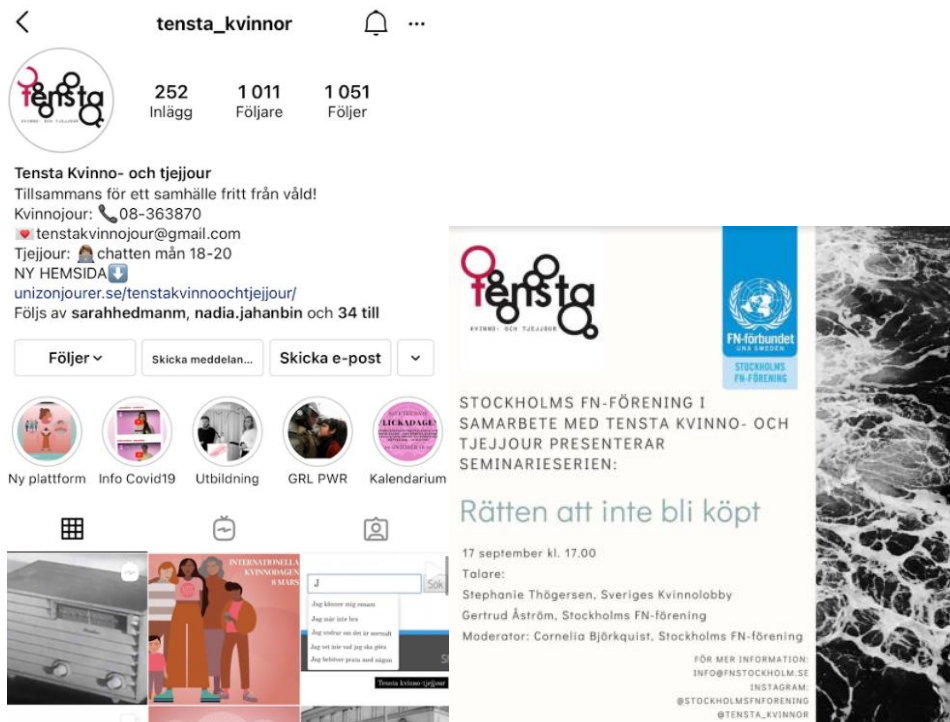 tensta_kvinnor
tensta
KVINNO- OCH TJEJJOUR
252
Inlägg
1 011
Följare
1 051
Följer
Tensta Kvinno- och tjejjour
Tillsammans för ett samhälle fritt från våld!
Kvinnojour: 📞08-363870
💌 tenstakvinnojour@gmail.com
Tjejjour: 👩🏽‍💻chatten mån 18-20
NY HEMSIDA⬇️
unizonjourer.se/tenstakvinnoochtjejjour/
Följs av sarahhedmanm, nadia.jahanbin och 34 till
Följer
Skicka meddelan...
Skicka e-post
Ny plattform
Info Covid19
Utbildning
GRL PWR
LICKADAGE
Kalendarium
INTERNATIONELLA
KVINNODAGEN
8 MARS
J
Sök
Jag känner mig ensam
Jag mår inte bra
Jag undrar om det är normalt
Jag vet inte vad jag ska göra
Jag behöver prata med någon
Tensta kvinno-tjejjour
tensta
KVINNO- OCH TJEJJOUR
FN-förbundet
UNA SWEDEN
STOCKHOLMS
FN-FÖRENING
STOCKHOLMS FN-FÖRENING I
SAMARBETE MED TENSTA KVINNO- OCH
TJEJJOUR PRESENTERAR
SEMINARIESERIEN:
Rätten att inte bli köpt
17 september kl. 17.00
Talare:
Stephanie Thögersen, Sveriges Kvinnolobby
Gertrud Åström, Stockholms FN-förening
Moderator: Cornelia Björkquist, Stockholms FN-förening
FÖR MER INFORMATION:
INFO@FNSTOCKHOLM.SE
INSTAGRAM:
@STOCKHOLMSFNFORENING
@TENSTA_KVINNOR